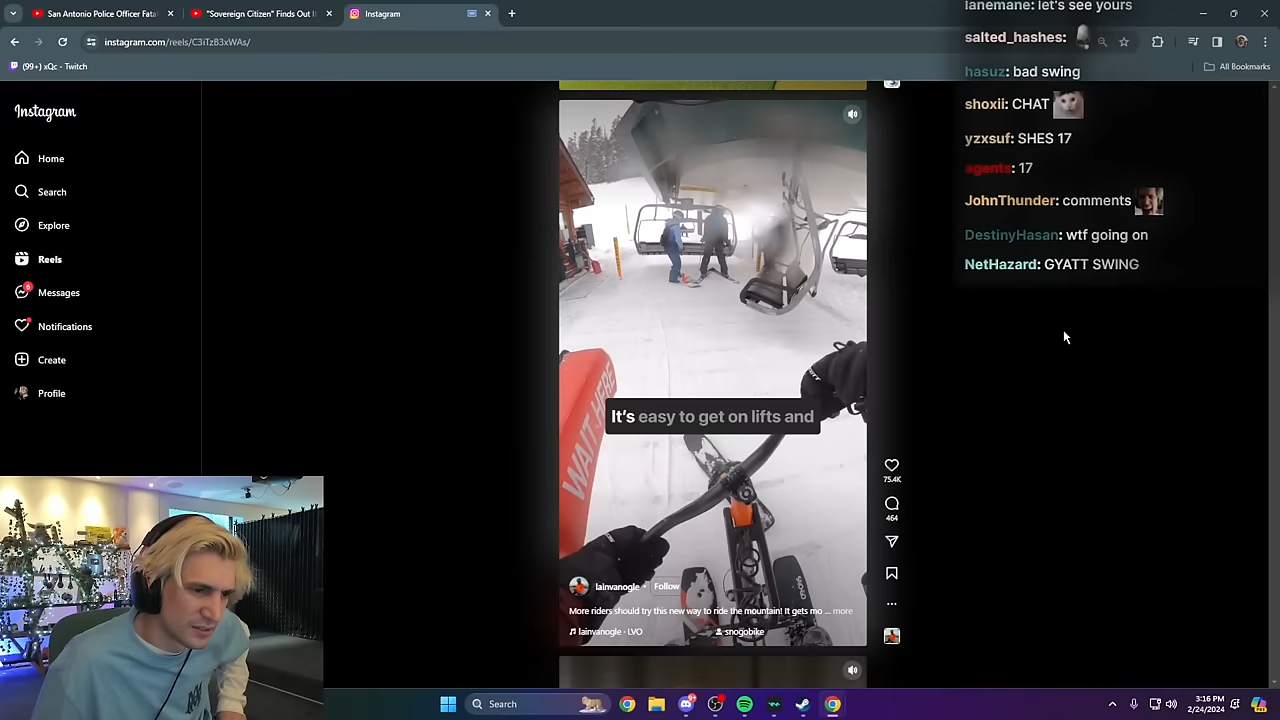 San Antonio Police Officer Fatal
"Sovereign Citizen" Finds Out I
Instagram
instagram.com/reels/C3iTzB3xWAs/
(99+) xQc - Twitch
All Bookmarks
Instagram
Home
Search
Explore
Reels
6
Messages
Notifications
Create
Profile
WAIT HERE
It's easy to get on lifts and
lainvanogle • Follow
More riders should try this new way to ride the mountain! It gets mo ... more
lainvanogle · LVO
snogobike
75.4K
464
lanemane: let's see yours
salted_hashes:
hasuz: bad swing
shoxii: CHAT
yzxsuf: SHES 17
agents: 17
JohnThunder: comments
DestinyHasan: wtf going on
NetHazard: GYATT SWING
Search
3:16 PM
2/24/2024